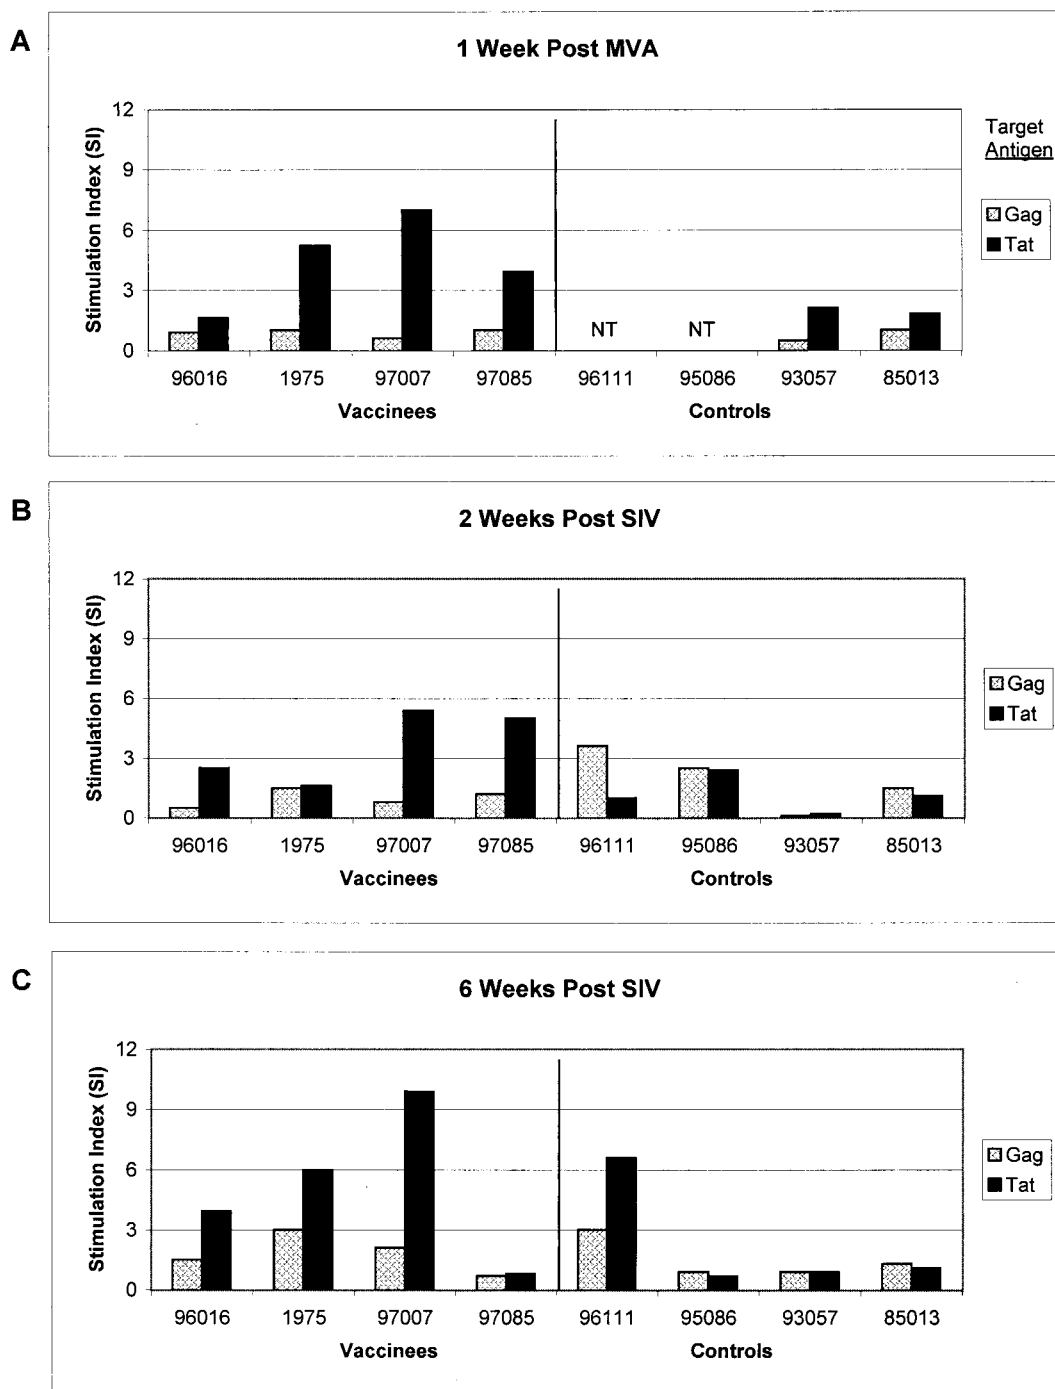 A
1 Week Post MVA
Stimulation Index (SI)
12
9
6
3
0
NT
NT
96016 1975 97007 97085 96111 95086 93057 85013
Vaccinees Controls
Target
Antigen
Gag
Tat
B
2 Weeks Post SIV
Stimulation Index (SI)
12
9
6
3
0
96016 1975 97007 97085 96111 95086 93057 85013
Vaccinees Controls
Gag
Tat
C
6 Weeks Post SIV
Stimulation Index (SI)
12
9
6
3
0
96016 1975 97007 97085 96111 95086 93057 85013
Vaccinees Controls
Gag
Tat